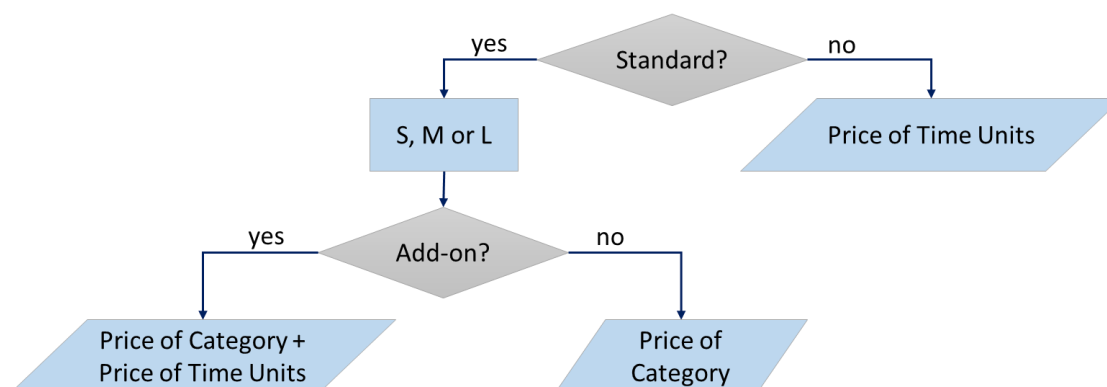 yes
Standard?
no
S, M or L
Price of Time Units
yes
Add-on?
no
Price of Category +
Price of Time Units
Price of
Category